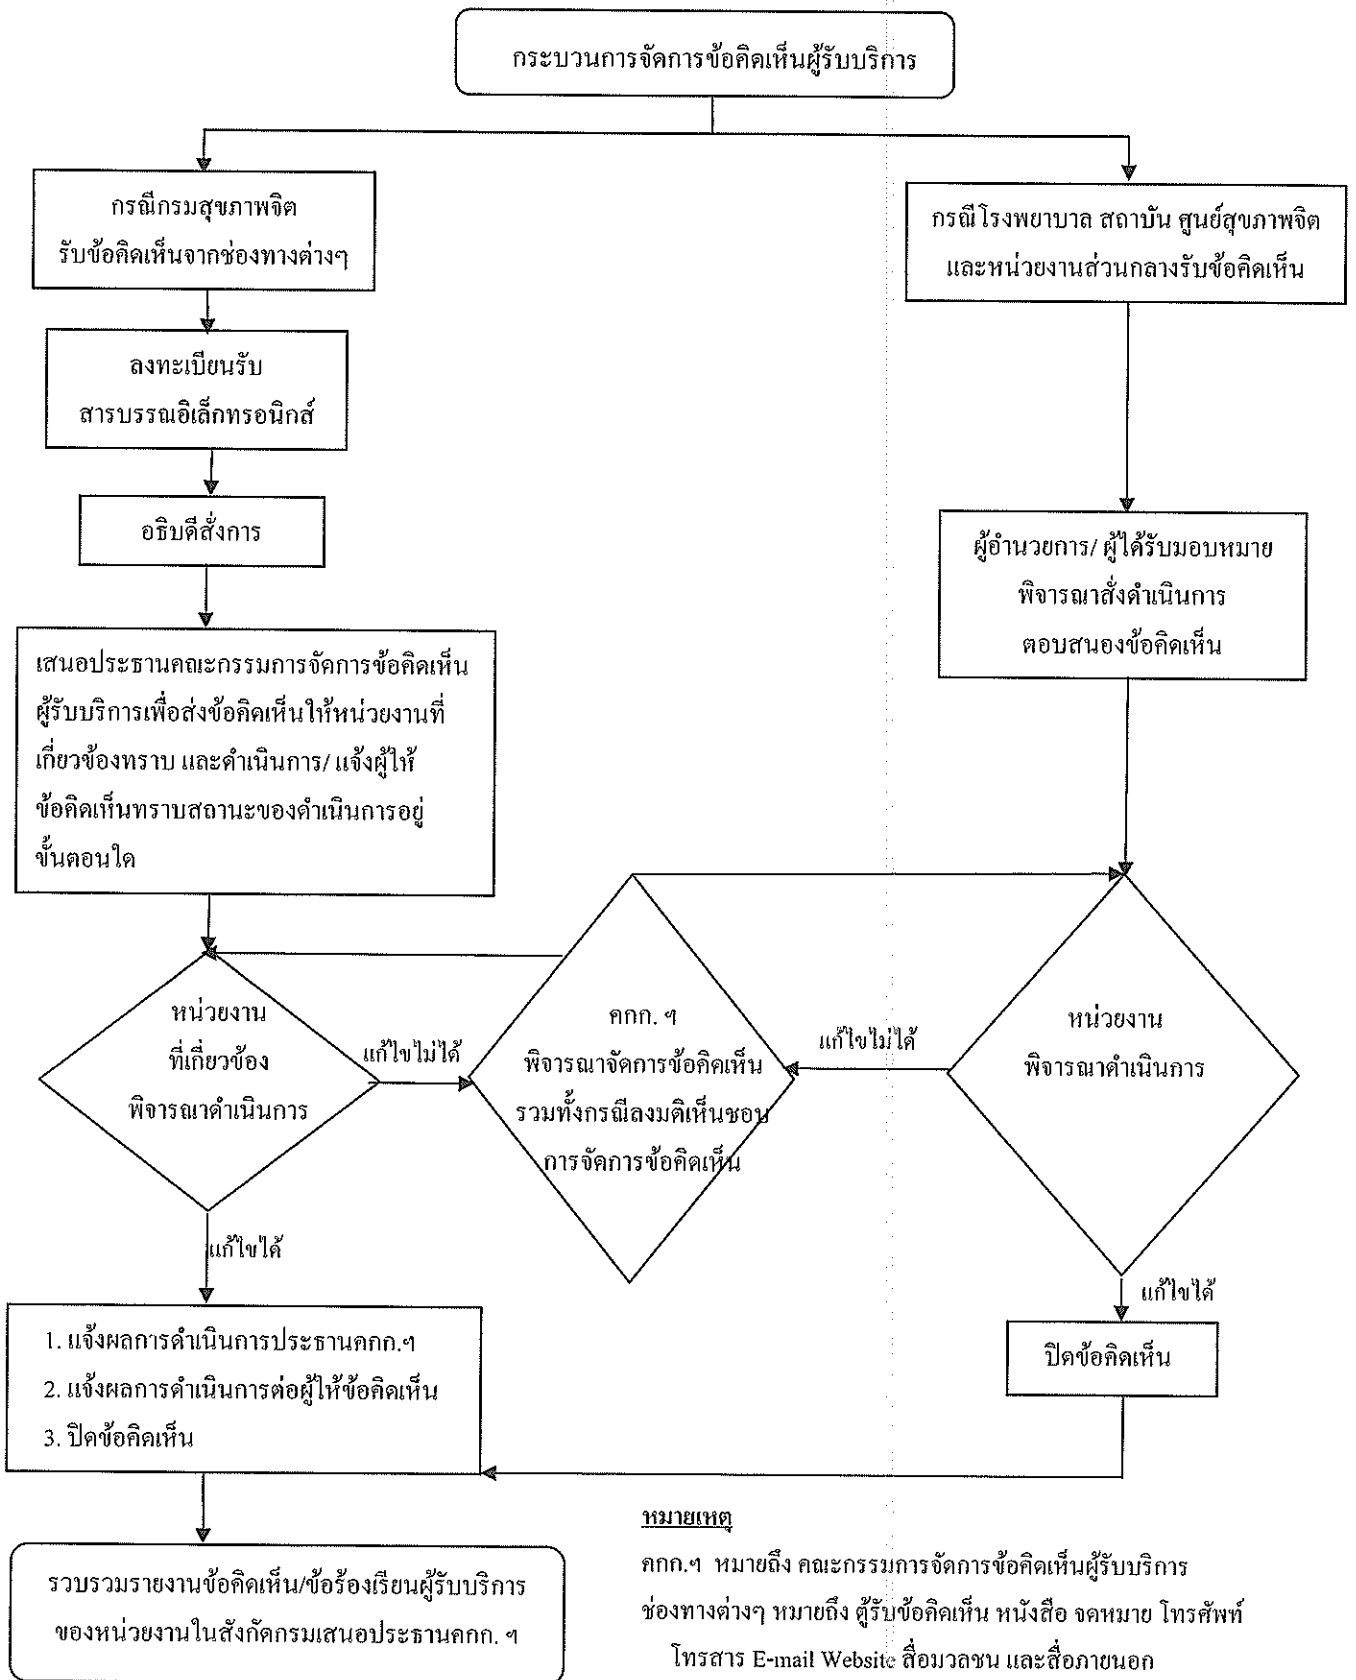 กระบวนการจัดการข้อคิดเห็นผู้รับบริการ
กรณีกรมสุขภาพจิต
รับข้อคิดเห็นจากช่องทางต่างๆ
กรณีโรงพยาบาล สถาบัน ศูนย์สุขภาพจิต
และหน่วยงานส่วนกลางรับข้อคิดเห็น
ลงทะเบียนรับ
สารบรรณอิเล็กทรอนิกส์
อธิบดีสั่งการ
ผู้อำนวยการ/ ผู้ได้รับมอบหมาย
พิจารณาสั่งดำเนินการ
ตอบสนองข้อคิดเห็น
เสนอประธานคณะกรรมการจัดการข้อคิดเห็น
ผู้รับบริการเพื่อส่งข้อคิดเห็นให้หน่วยงานที่
เกี่ยวข้องทราบ และดำเนินการ/ แจ้งผู้ให้
ข้อคิดเห็นทราบสถานะของดำเนินการอยู่
ขั้นตอนใด
หน่วยงาน
ที่เกี่ยวข้อง
พิจารณาดำเนินการ
แก้ไขไม่ได้
คกก. ฯ
พิจารณาจัดการข้อคิดเห็น
รวมทั้งกรณีลงมติเห็นชอบ
การจัดการข้อคิดเห็น
แก้ไขไม่ได้
หน่วยงาน
พิจารณาดำเนินการ
แก้ไขได้
แก้ไขได้
1. แจ้งผลการดำเนินการประธานคกก.ฯ
2. แจ้งผลการดำเนินการต่อผู้ให้ข้อคิดเห็น
3. ปิดข้อคิดเห็น
ปิดข้อคิดเห็น
รวบรวมรายงานข้อคิดเห็น/ข้อร้องเรียนผู้รับบริการ
ของหน่วยงานในสังกัดกรมเสนอประธานคกก. ฯ
หมายเหตุ
คกก.ฯ หมายถึง คณะกรรมการจัดการข้อคิดเห็นผู้รับบริการ
ช่องทางต่างๆ หมายถึง ตู้รับข้อคิดเห็น หนังสือ จดหมาย โทรศัพท์
โทรสาร E-mail Website สื่อมวลชน และสื่อภายนอก